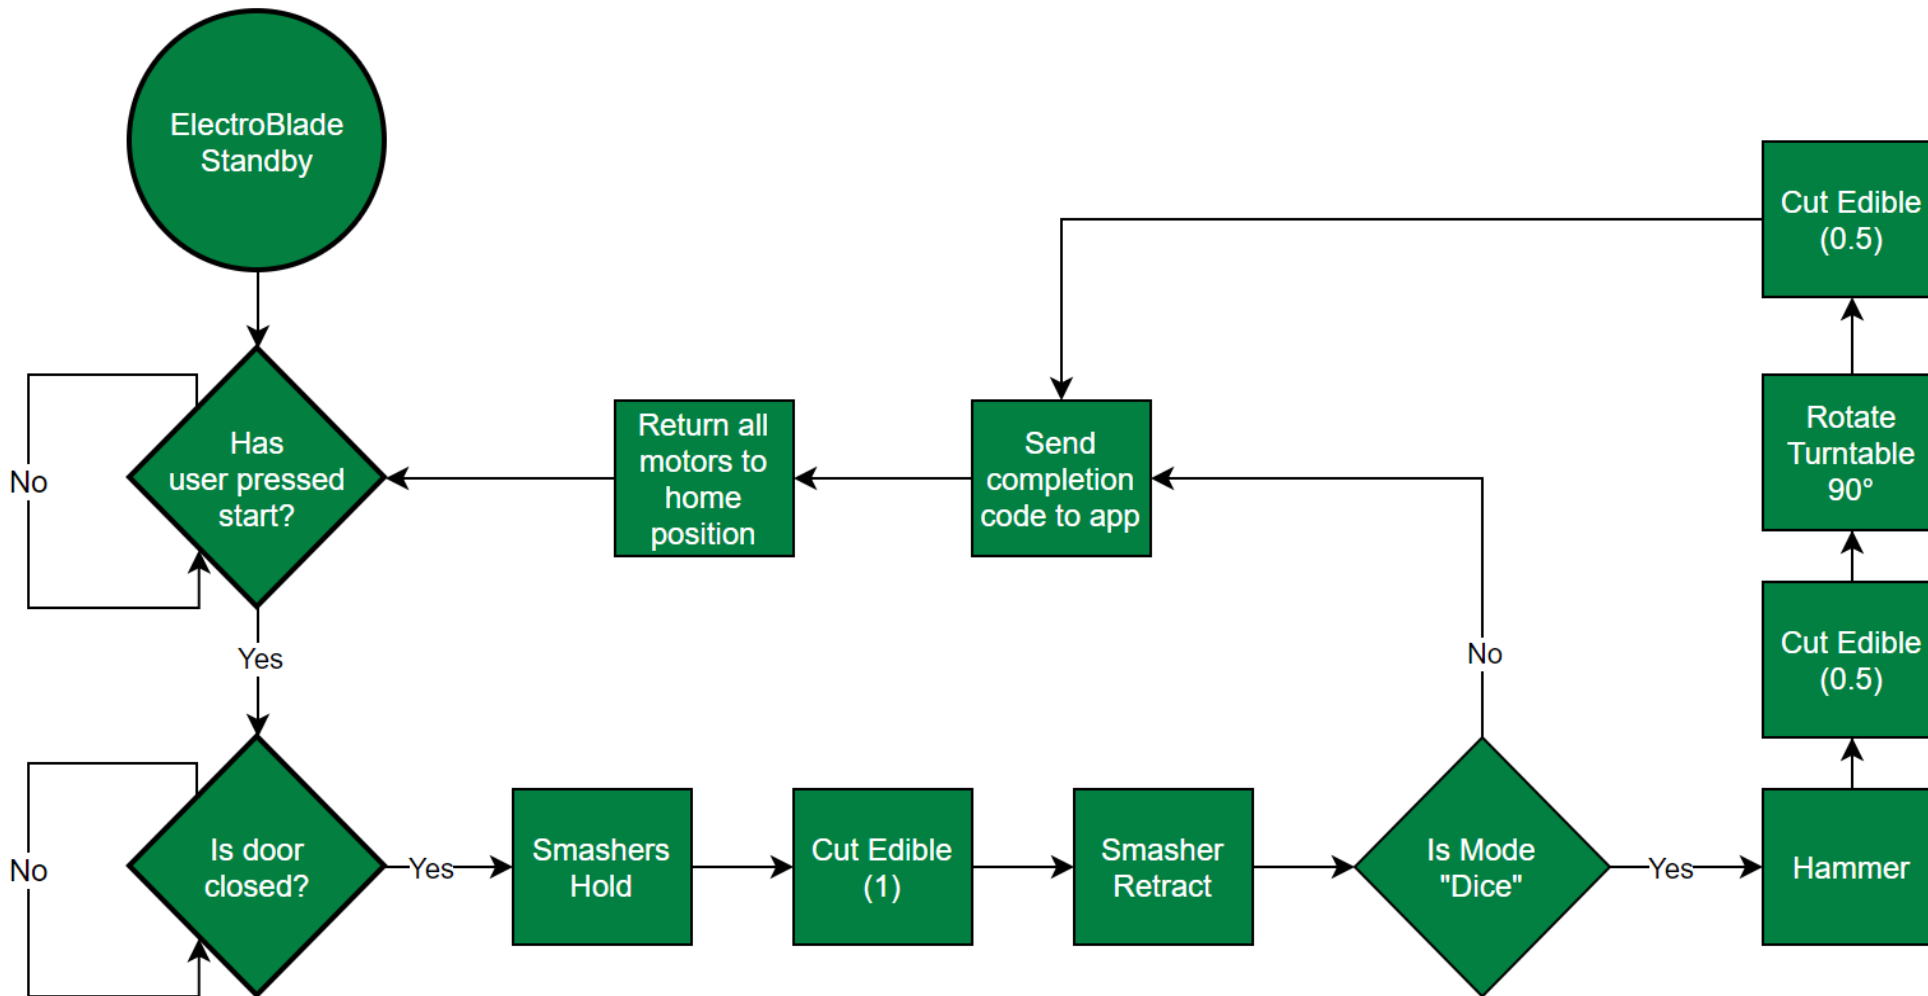 ElectroBlade
Standby
Has
user pressed
start?
No
Yes
Is door
closed?
No
Yes
Smashers
Hold
Cut Edible
(1)
Smasher
Retract
Is Mode
"Dice"
No
Yes
Hammer
Cut Edible
(0.5)
Rotate
Turntable
90°
Cut Edible
(0.5)
Send
completion
code to app
Return all
motors to
home
position